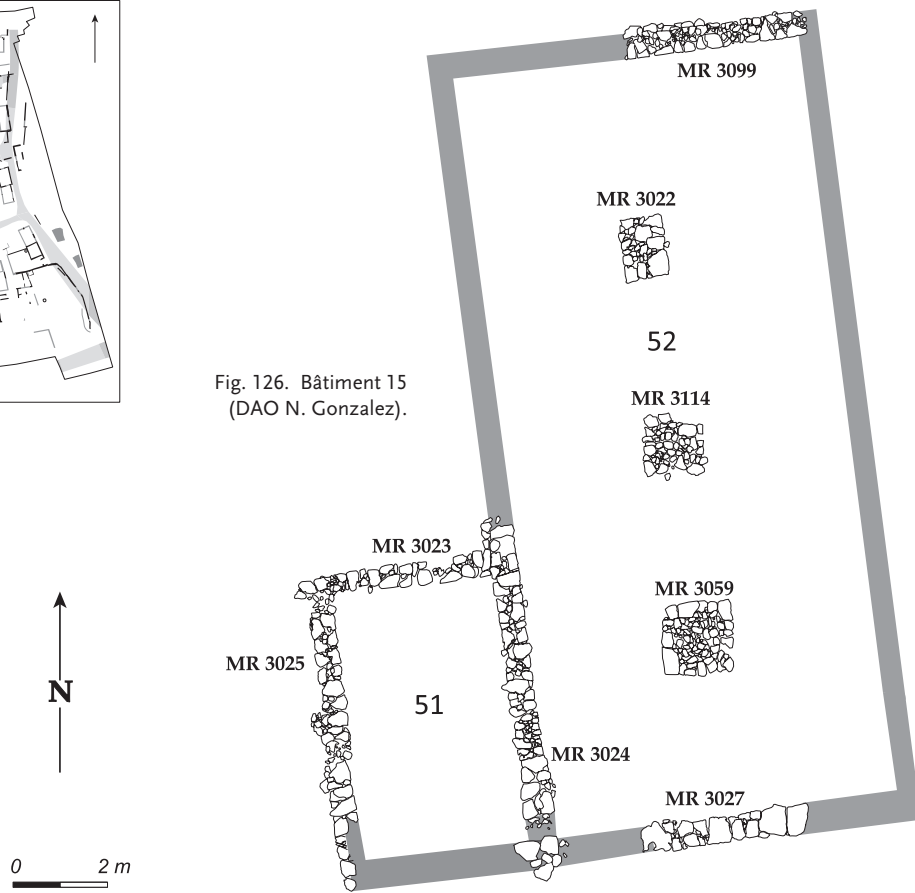 MR 3099
MR 3022
52
Fig. 126. Bâtiment 15
(DAO N. Gonzalez).
MR 3114
MR 3023
MR 3059
MR 3025
N
51
MR 3024
MR 3027
0 2 m